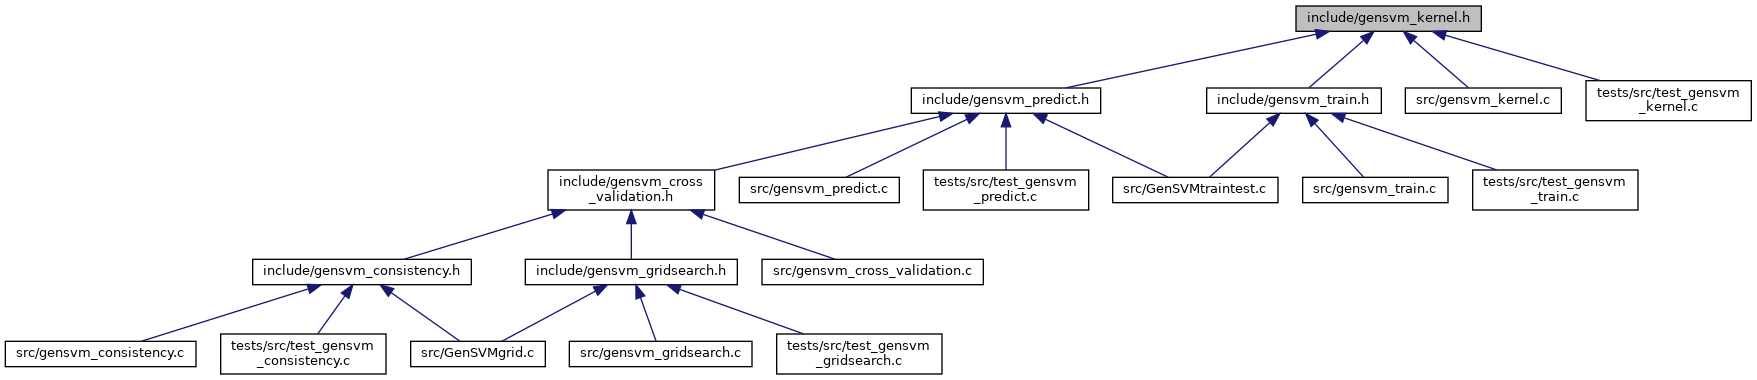 include/gensvm_kernel.h
include/gensvm_predict.h
include/gensvm_train.h
src/gensvm_kernel.c
tests/src/test_gensvm
_kernel.c
include/gensvm_cross
_validation.h
src/gensvm_predict.c
tests/src/test_gensvm
_predict.c
src/GenSVMtraintest.c
src/gensvm_train.c
tests/src/test_gensvm
_train.c
include/gensvm_consistency.h
include/gensvm_gridsearch.h
src/gensvm_cross_validation.c
src/gensvm_consistency.c
tests/src/test_gensvm
_consistency.c
src/GenSVMgrid.c
src/gensvm_gridsearch.c
tests/src/test_gensvm
_gridsearch.c